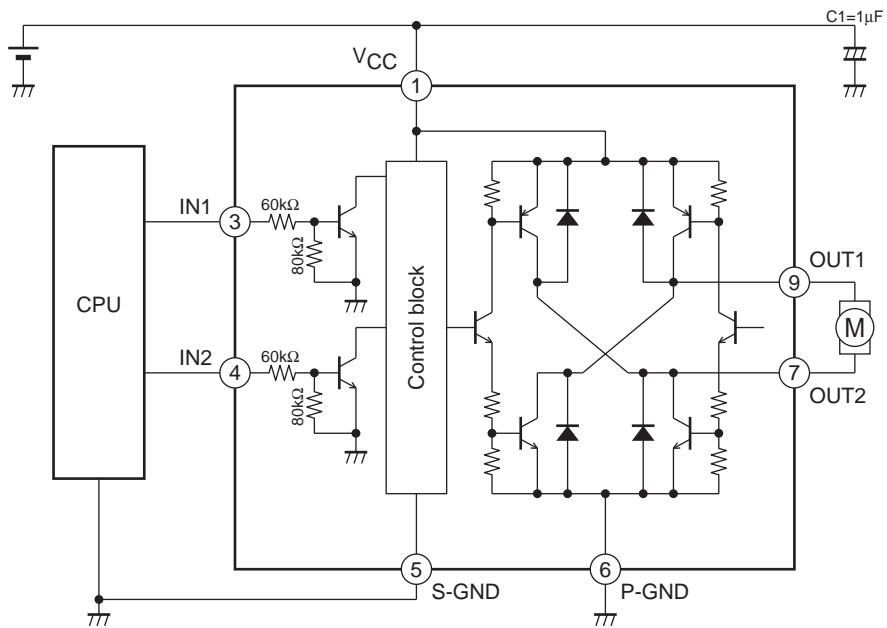 C1=1μF
VCC
1
CPU
IN1
3
60kΩ
80kΩ
IN2
4
60kΩ
80kΩ
Control block
9
OUT1
M
7
OUT2
5
S-GND
6
P-GND